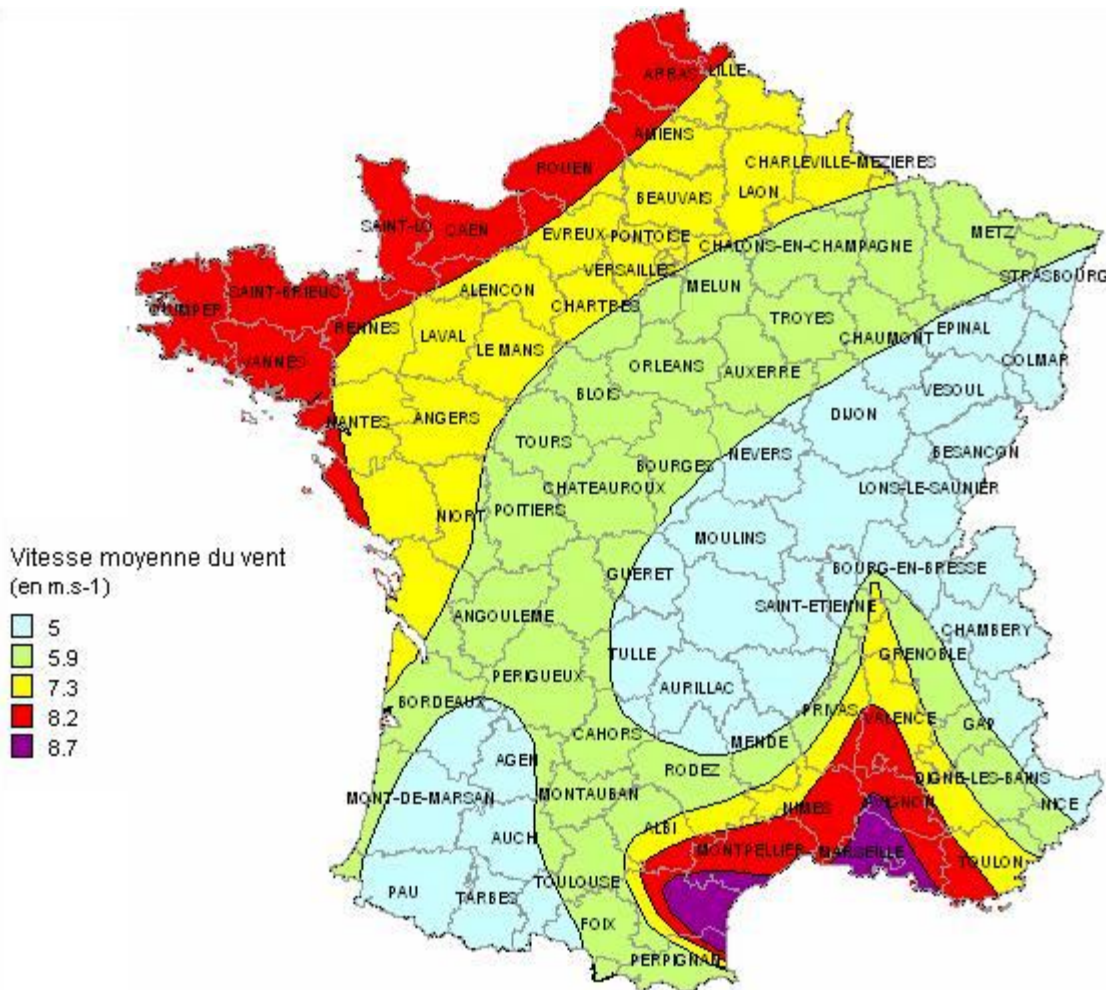 ARRAS
LILLE
AMIENS
ROUEN
CHARLEVILLE-MEZIERES
BEAUVAIS
LAON
SAINT-LO
CAEN
EVREUX
PONTOISE
CHALONS-EN-CHAMPAGNE
METZ
VERSAILLES
STRASBOURG
SAINT-BRIEUC
ALENCON
MELUN
QUIMPER
CHARTRES
TROYES
RENNES
LAVAL
CHAUMONT
EPINAL
LE MANS
VANNES
ORLEANS
AUXERRE
COLMAR
BLOIS
VESOUL
NANTES
ANGERS
DIJON
TOURS
NEVERS
BESANCON
BOURGES
CHATEAUROUX
LONS-LE-SAUNIER
NIORT
POITIERS
MOULINS
Vitesse moyenne du vent
(en m.s-1)
GUERET
BOURG-EN-BRESSE
SAINT-ETIENNE
ANGOULEME
5
CHAMBERY
TULLE
GRENOBLE
5.9
PERIGUEUX
7.3
AURILLAC
BORDEAUX
PRIVAS
8.2
VALENCE
GAP
CAHORS
MENDE
8.7
AGEN
RODEZ
DIGNE-LES-BAINS
MONT-DE-MARSAN
MONTAUBAN
NIMES
AVIGNON
NICE
ALBI
AUCH
MONTPELLIER
MARSEILLE
TOULON
TOULOUSE
PAU
TARBES
FOIX
PERPIGNAN